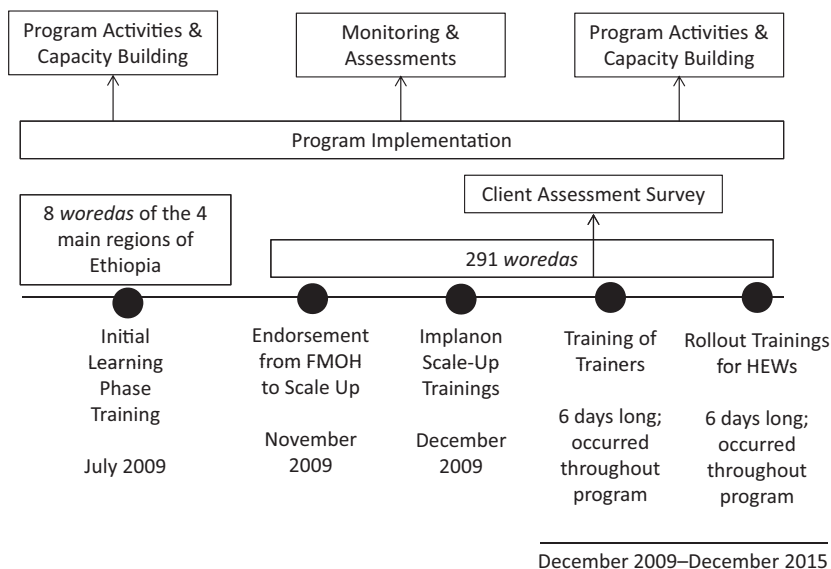 Program Activities &
Capacity Building
Monitoring &
Assessments
Program Activities &
Capacity Building
Program Implementation
8 woredas of the 4
main regions of
Ethiopia
Client Assessment Survey
291 woredas
Initial
Learning
Phase
Training
July 2009
Endorsement
from FMOH
to Scale Up
November
2009
Implanon
Scale-Up
Trainings
December
2009
Training of
Trainers
6 days long;
occurred
throughout
program
Rollout Trainings
for HEWs
6 days long;
occurred
throughout
program
December 2009–December 2015